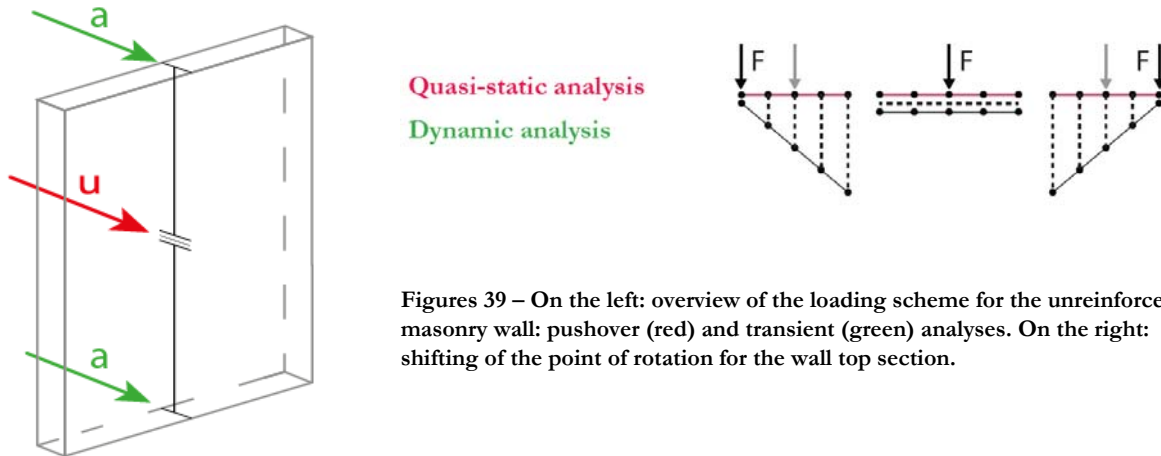 a
u
a
Quasi-static analysis
Dynamic analysis
F
F
F
Figures 39 – On the left: overview of the loading scheme for the unreinforce
masonry wall: pushover (red) and transient (green) analyses. On the right:
shifting of the point of rotation for the wall top section.